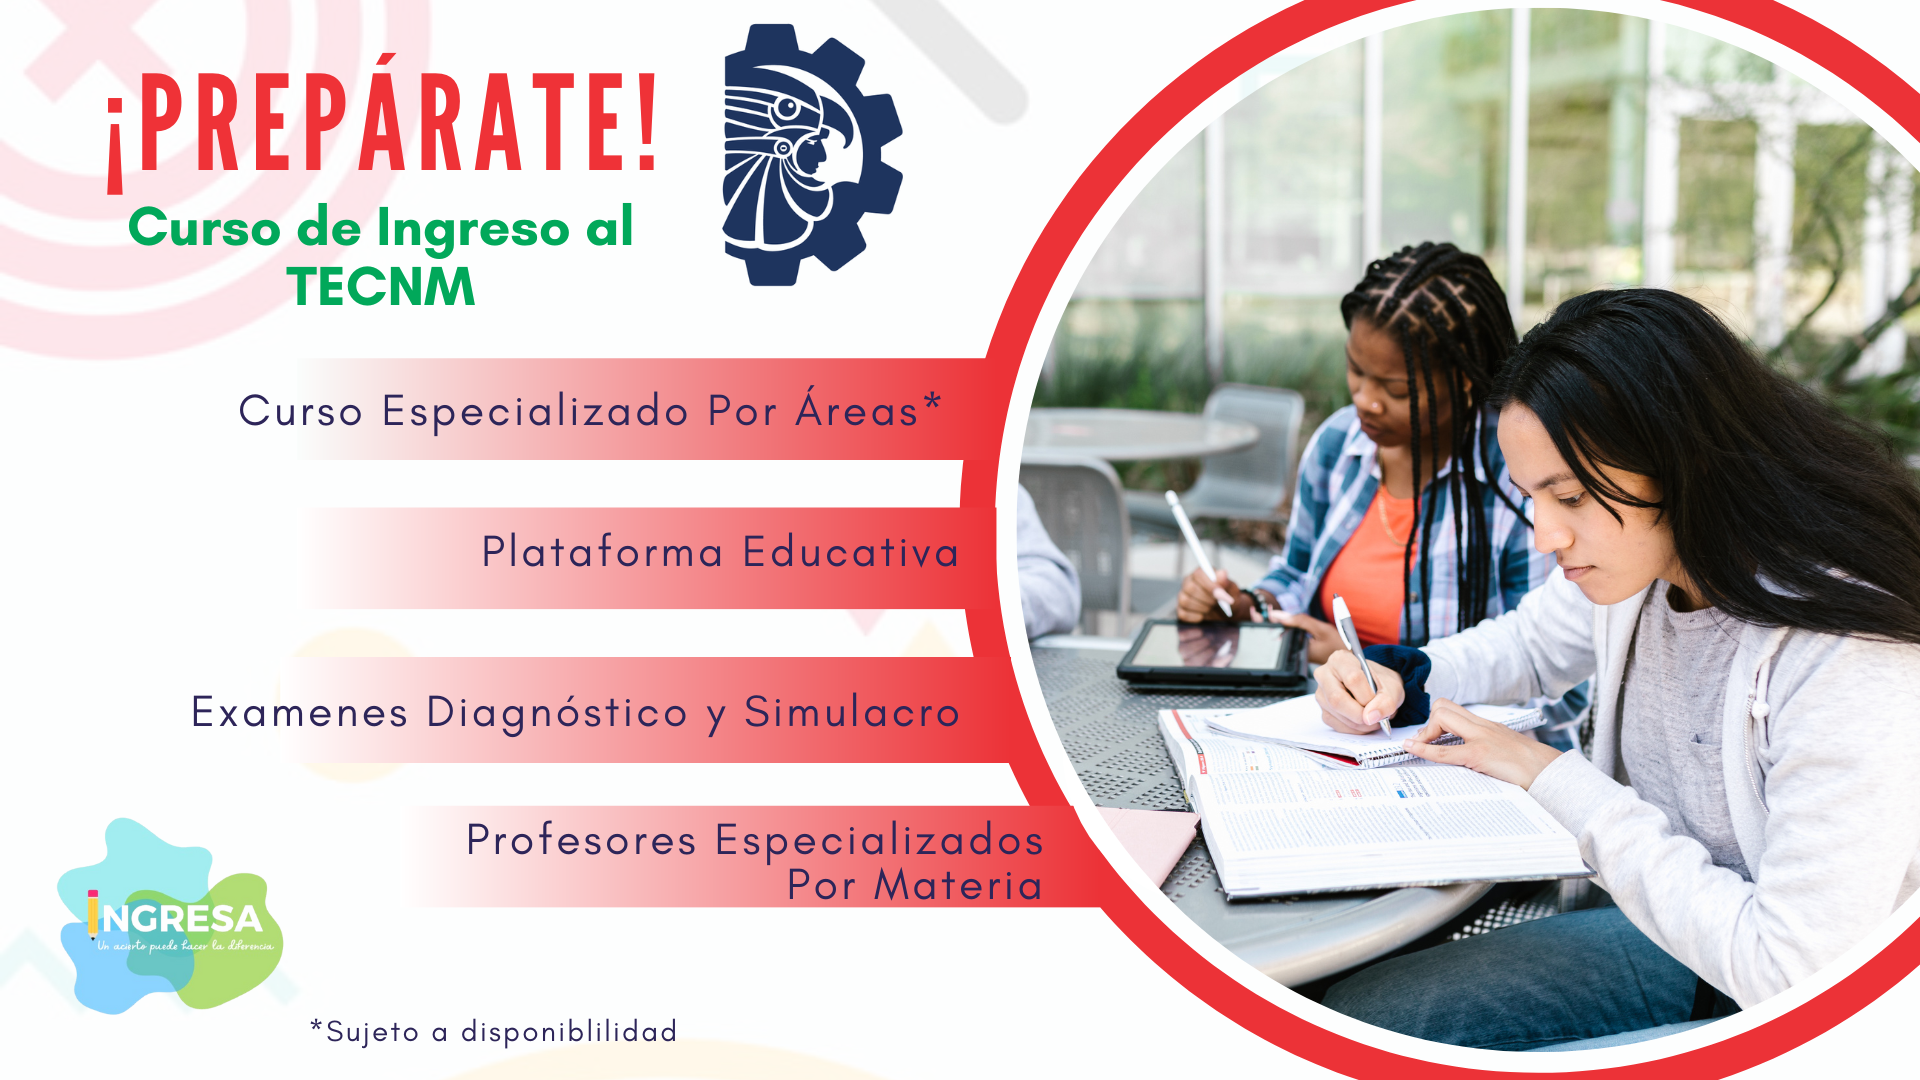 ¡PREPÁRATE!
Curso de Ingreso al
TECNM
Curso Especializado Por Áreas*
Plataforma Educativa
Examenes Diagnóstico y Simulacro
Profesores Especializados
Por Materia
INGRESA
Un acierto puede hacer la diferencia
*Sujeto a disponiblilidad